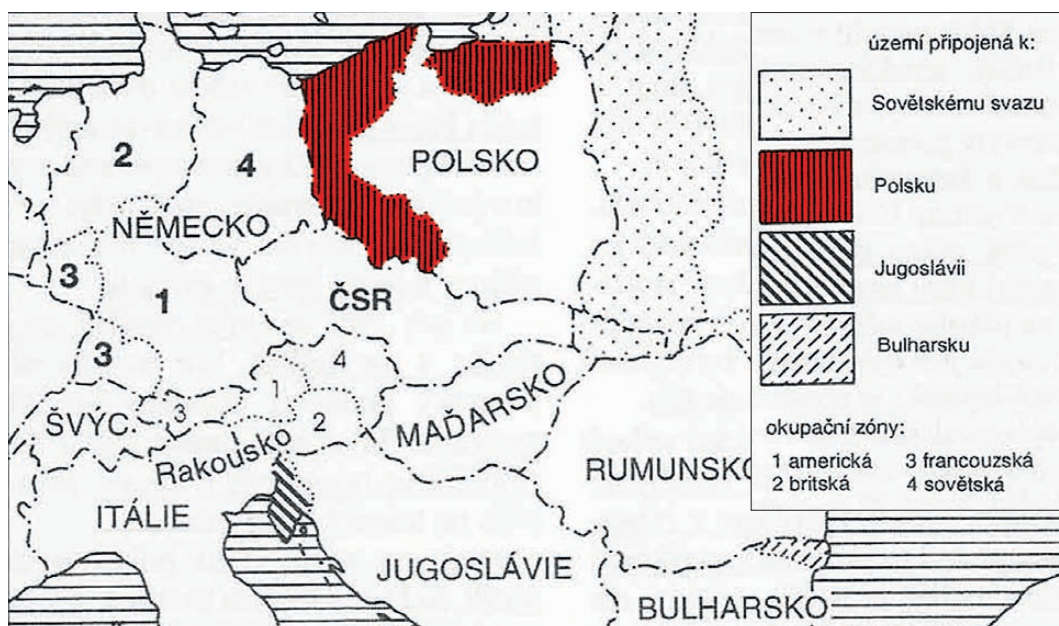 2
4
POLSKO
NĚMECKO
3
1
ČSR
3
4
1
ŠVÝC.
3
2
MAĎARSKO
Rakousko
RUMUNSKO
ITÁLIE
JUGOSLÁVIE
BULHARSKO
území připojená k:
Sovětskému svazu
Polsku
Jugoslávii
Bulharsku
okupační zóny:
1 americká 3 francouzská
2 britská 4 sovětská